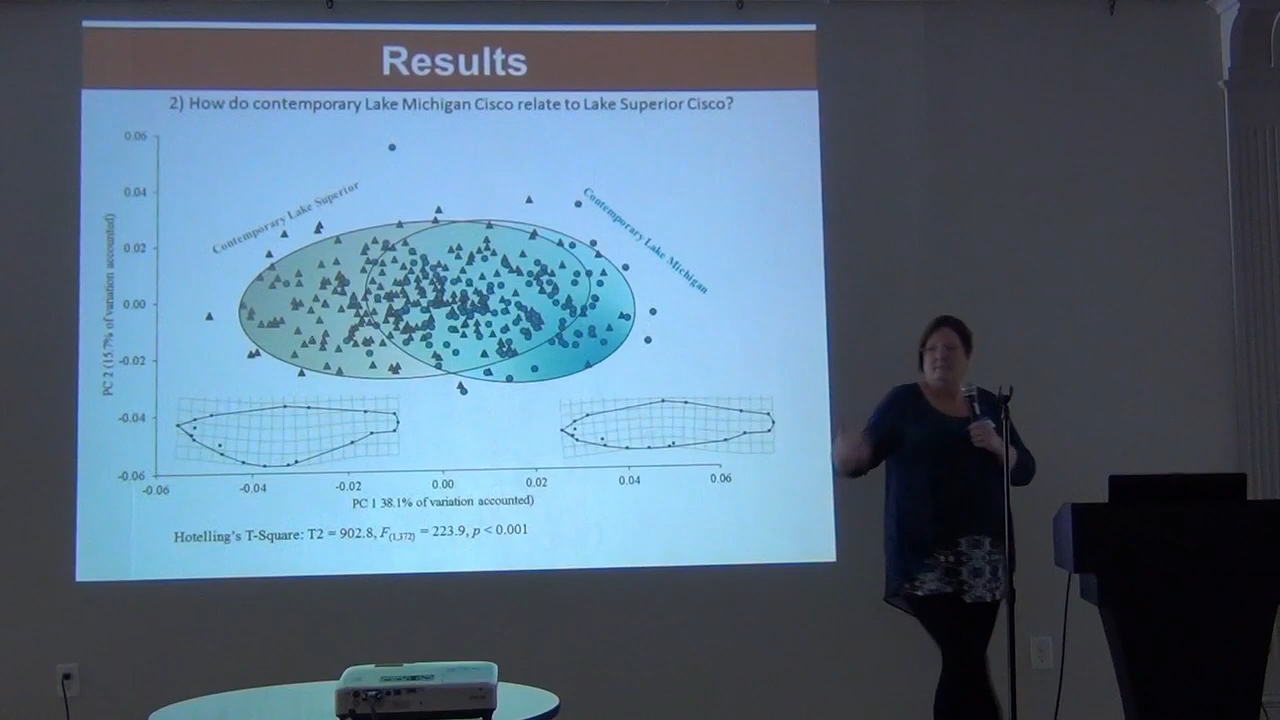 Results
2) How do contemporary Lake Michigan Cisco relate to Lake Superior Cisco?
0.06
0.04
0.02
0.00
-0.02
-0.04
-0.06
PC 2 (15.7% of variation accounted)
Contemporary Lake Superior
Contemporary Lake Michigan
-0.06
-0.04
-0.02
0.00
0.02
0.04
0.06
PC 1 38.1% of variation accounted)
Hotelling's T-Square: T2 = 902.8, F(1,372) = 223.9, p < 0.001